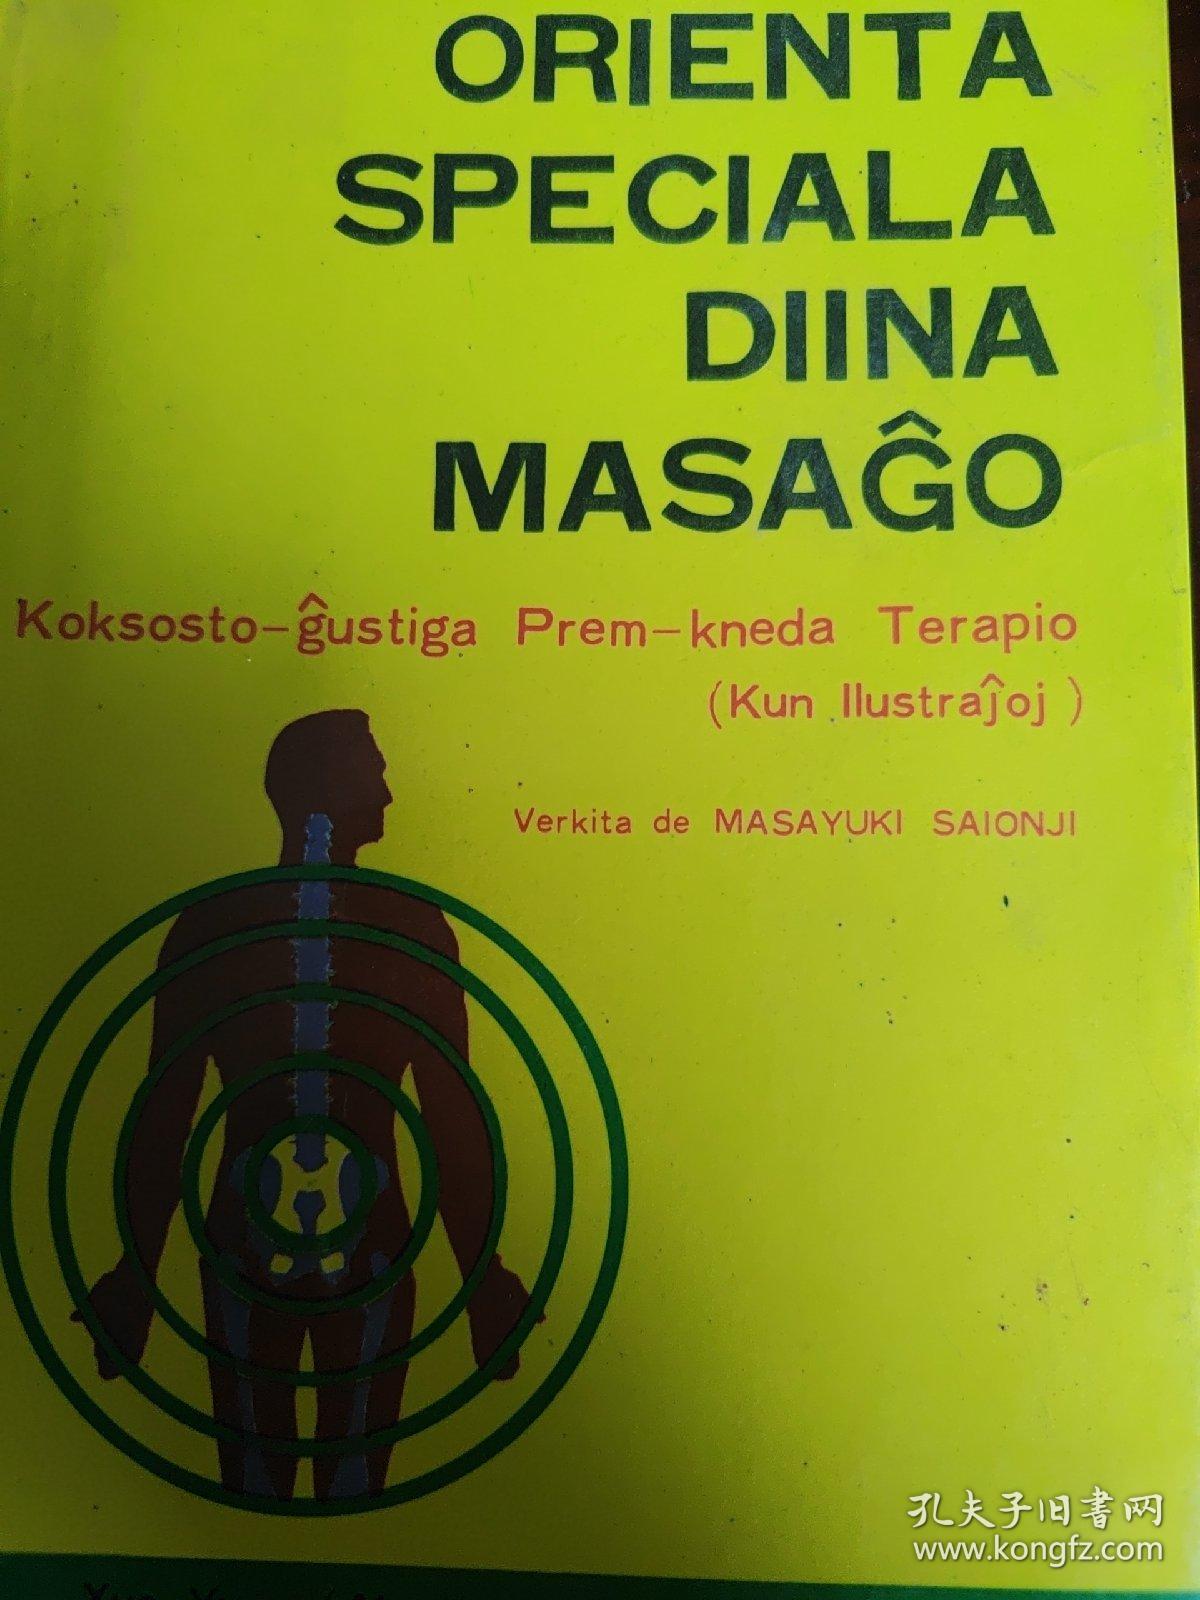 ORIENTA
SPECIALA
DIINA
MASAĜO
Koksosto-ĝustiga Prem-kneda Terapio
(Kun Ilustraĵoj)
Verkita de MASAYUKI SAIONJI
孔夫子旧书网
www.kongfz.com